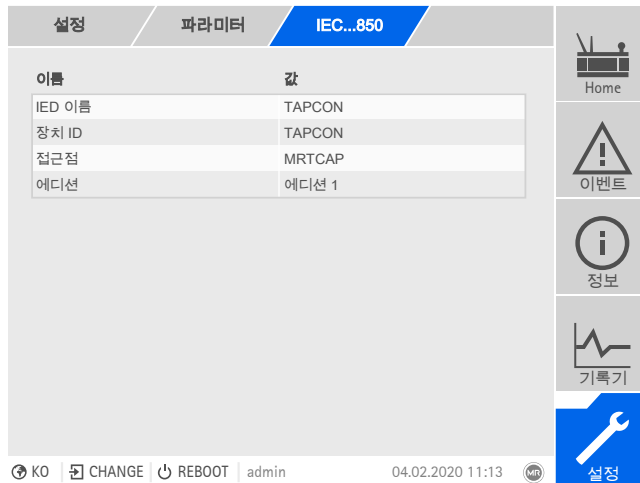 설정 파라미터 IEC...850
이름 값
IED 이름 TAPCON
장치 ID TAPCON
접근점 MRTCAP
에디션 에디션 1
Home
이벤트
정보
기록기
설정
KO CHANGE REBOOT admin 04.02.2020 11:13 MR